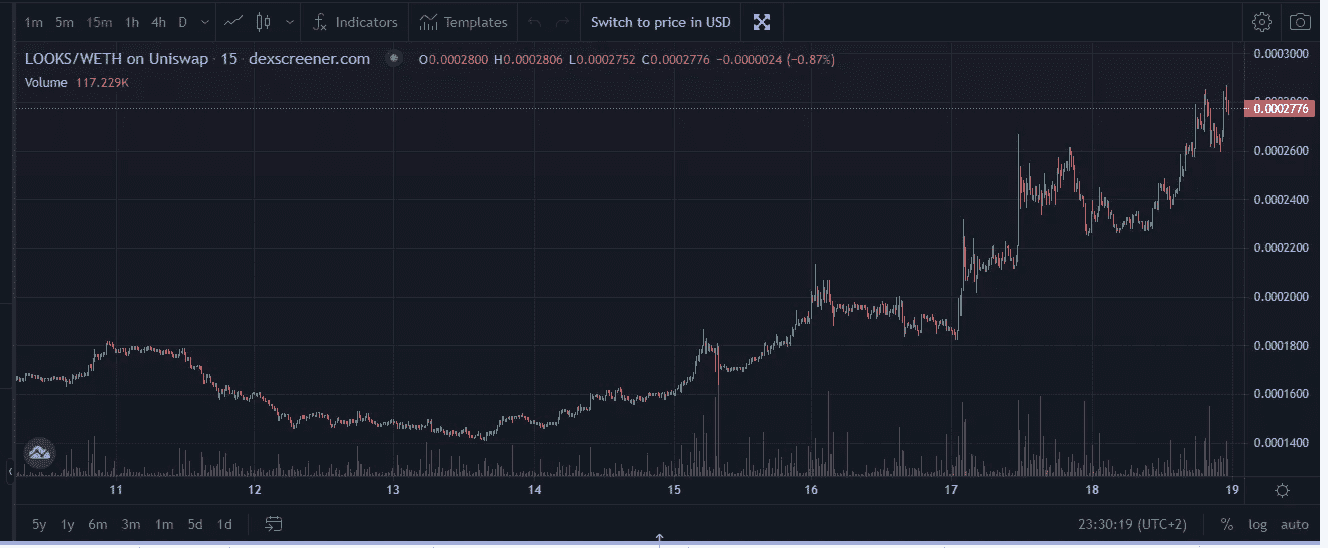 1m 5m 15m 1h 4h D Indicators Templates Switch to price in USD
LOOKS/WETH on Uniswap · 15 · dexscreener.com O0.0002800 H0.0002806 L0.0002752 C0.0002776 −0.0000024 (−0.87%)
Volume 117.229K
0.0003000
0.0002800
0.0002776
0.0002600
0.0002400
0.0002200
0.0002000
0.0001800
0.0001600
0.0001400
11 12 13 14 15 16 17 18 19
5y 1y 6m 3m 1m 5d 1d 23:30:19 (UTC+2) % log auto